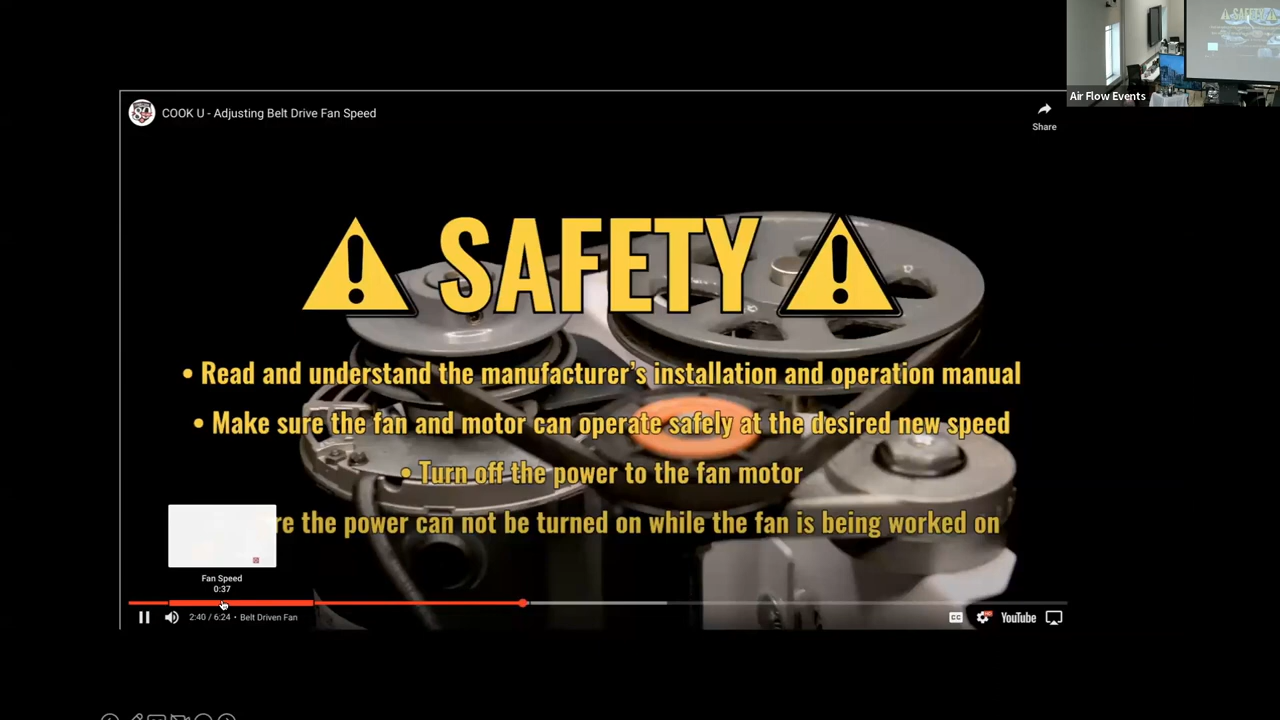 COOK U - Adjusting Belt Drive Fan Speed
Share
Air Flow Events
SAFETY
SAFETY
• Read and understand the manufacturer's installation and operation manual
• Make sure the fan and motor can operate safely at the desired new speed
• Turn off the power to the fan motor
the power can not be turned on while the fan is being worked on
Fan Speed
0:37
2:40 / 6:24 • Belt Driven Fan
CC
HD
YouTube